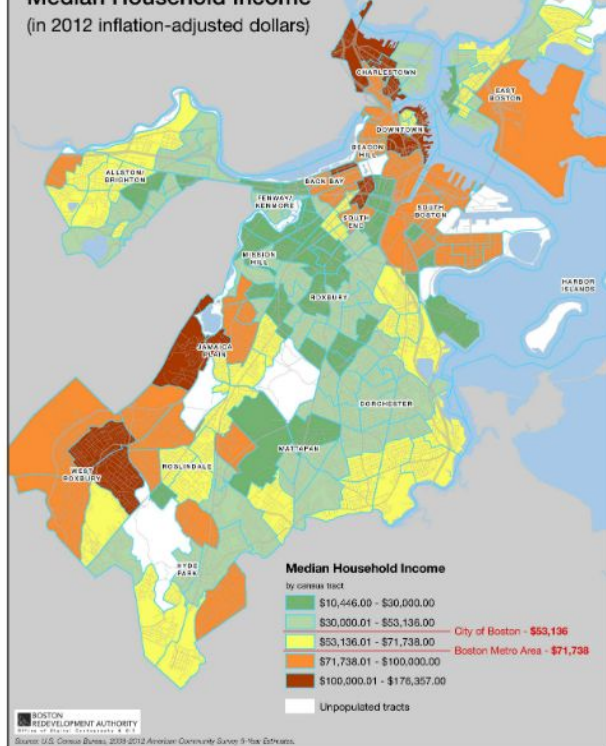 Median Household Income
(in 2012 inflation-adjusted dollars)
CHARLESTOWN
EAST
BOSTON
DOWNTOWN
BEACON
HILL
ALLSTON/
BRIGHTON
BACK BAY
FENWAY/
KENMORE
SOUTH
END
SOUTH
BOSTON
MISSION
HILL
ROXBURY
HARBOR
ISLANDS
JAMAICA
PLAIN
DORCHESTER
MATTAPAN
WEST
ROXBURY
ROSLINDALE
HYDE
PARK
Median Household Income
by census tract
$10,446.00 - $30,000.00
$30,000.01 - $53,136.00
City of Boston - $53,136
$53,136.01 - $71,738.00
Boston Metro Area - $71,738
$71,738.01 - $100,000.00
$100,000.01 - $176,357.00
Unpopulated tracts
BOSTON
REDEVELOPMENT AUTHORITY
Office of Digital Cartography & GIS
Source: U.S. Census Bureau, 2008-2012 American Community Survey 5-Year Estimates.